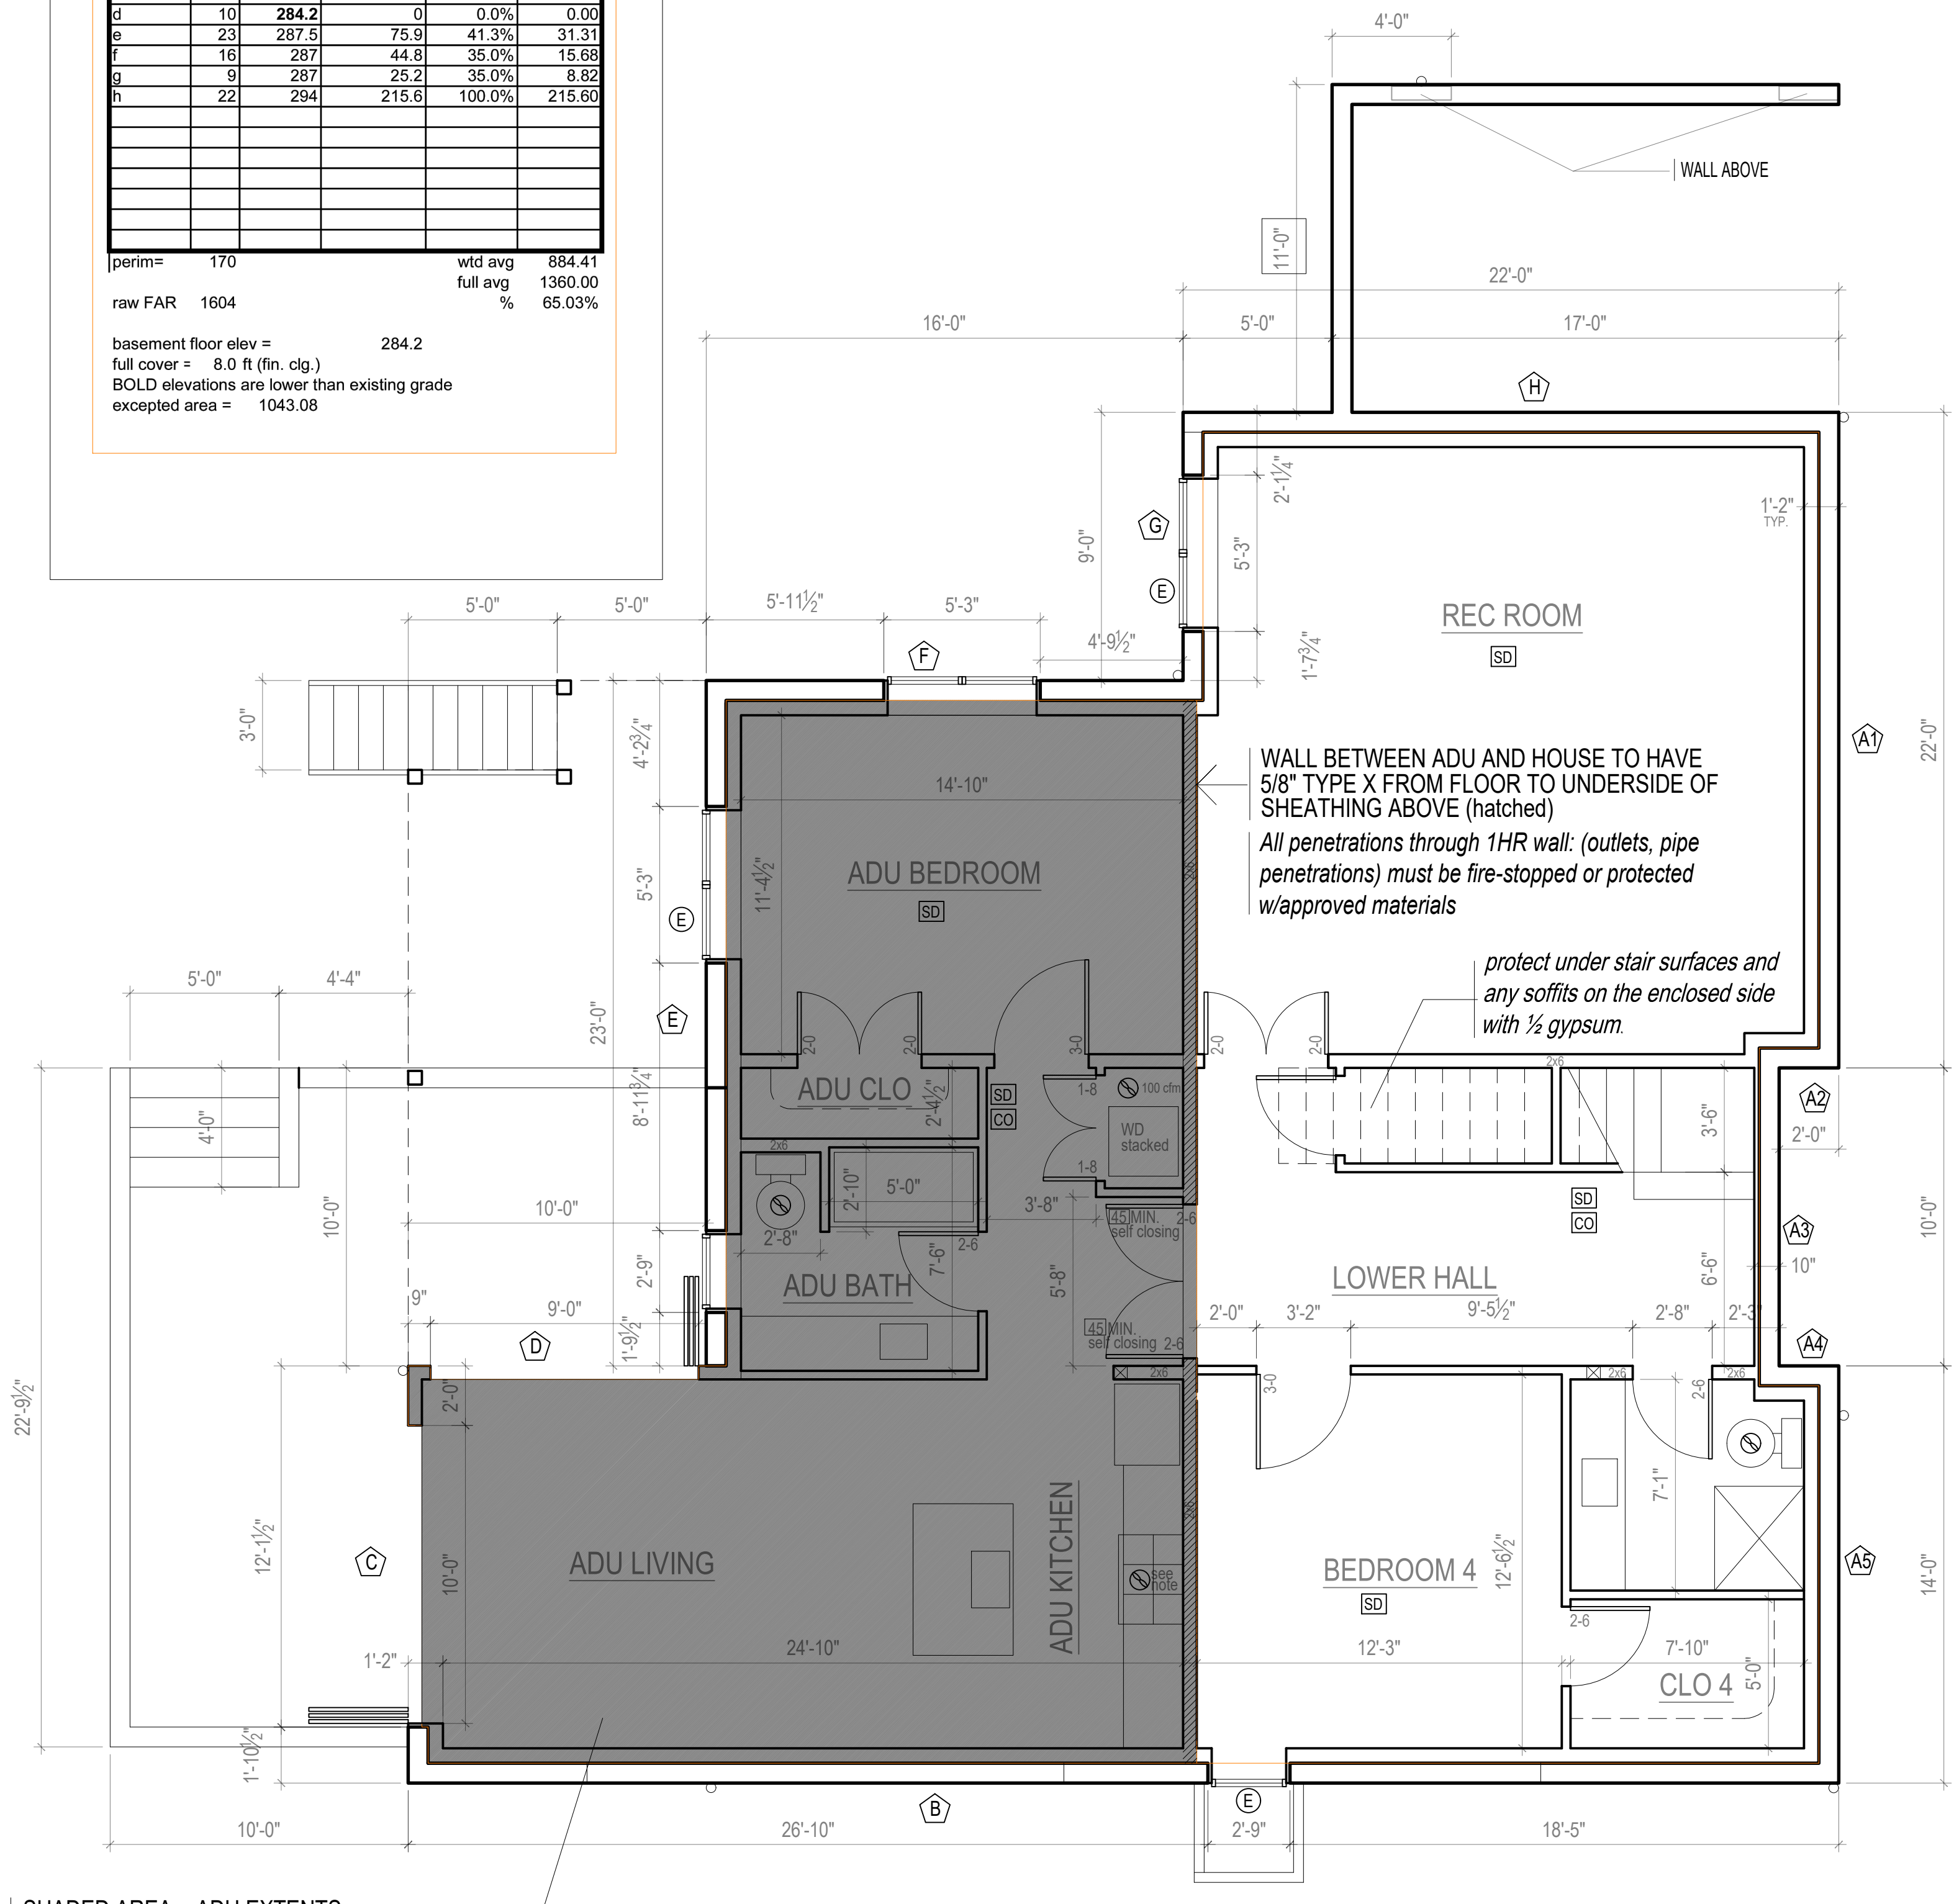 d 10 284.2 0 0.0% 0.00
e 23 287.5 75.9 41.3% 31.31
f 16 287 44.8 35.0% 15.68
g 9 287 25.2 35.0% 8.82
h 22 294 215.6 100.0% 215.60
perim= 170 wtd avg 884.41
full avg 1360.00
raw FAR 1604 % 65.03%
basement floor elev = 284.2
full cover = 8.0 ft (fin. clg.)
BOLD elevations are lower than existing grade
excepted area = 1043.08
4'-0"
WALL ABOVE
11'-0"
22'-0"
16'-0"
5'-0"
17'-0"
H
2'-1¼"
1'-2"
TYP.
G
9'-0"
5'-3"
E
5'-0"
5'-0"
5'-11½"
5'-3"
4'-9½"
1'-7¾"
REC ROOM
SD
F
3'-0"
4'-2¾"
A1
22'-0"
WALL BETWEEN ADU AND HOUSE TO HAVE
5/8" TYPE X FROM FLOOR TO UNDERSIDE OF
SHEATHING ABOVE (hatched)
All penetrations through 1HR wall: (outlets, pipe
penetrations) must be fire-stopped or protected
w/approved materials
14'-10"
11'-4½"
ADU BEDROOM
SD
5'-3"
E
2x6
protect under stair surfaces and
any soffits on the enclosed side
with ½ gypsum.
5'-0"
4'-4"
23'-0"
E
2-0
2-0
3-0
2-0
2-0
2x6
8'-11¾"
ADU CLO
2'-4½"
SD
CO
1-8
100 cfm
WD
stacked
1-8
A2
2'-0"
3'-6"
4'-0"
2x6
10'-0"
10'-0"
2'-10"
5'-0"
3'-8"
45 MIN.
self closing
2-6
SD
CO
A3
10'-0"
10"
2'-8"
2-6
7'-6"
2'-9"
ADU BATH
5'-8"
LOWER HALL
6'-6"
9"
9'-0"
1'-9½"
D
45 MIN.
self closing 2-6
2'-0"
3'-2"
9'-5½"
2'-8"
2'-3"
A4
2x6
2x6
2x6
3-0
2-6
22'-9½"
2'-0"
12'-1½"
C
10'-0"
ADU LIVING
ADU KITCHEN
see
note
2x6
BEDROOM 4
SD
12'-6½"
7'-1"
A5
14'-0"
2-6
1'-2"
24'-10"
12'-3"
7'-10"
CLO 4
5'-0"
1'-10½"
B
E
10'-0"
26'-10"
2'-9"
18'-5"
SHADED AREA = ADU EXTENTS